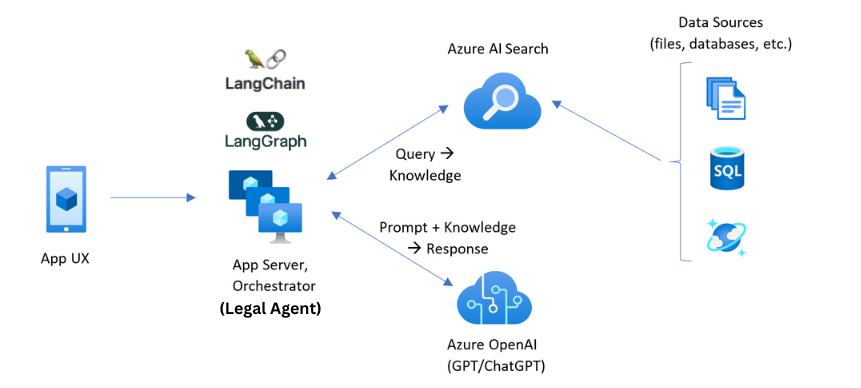 Data Sources
(files, databases, etc.)
Azure AI Search
LangChain
LangGraph
SQL
Query →
Knowledge
Prompt + Knowledge
→ Response
App UX
App Server,
Orchestrator
(Legal Agent)
Azure OpenAI
(GPT/ChatGPT)